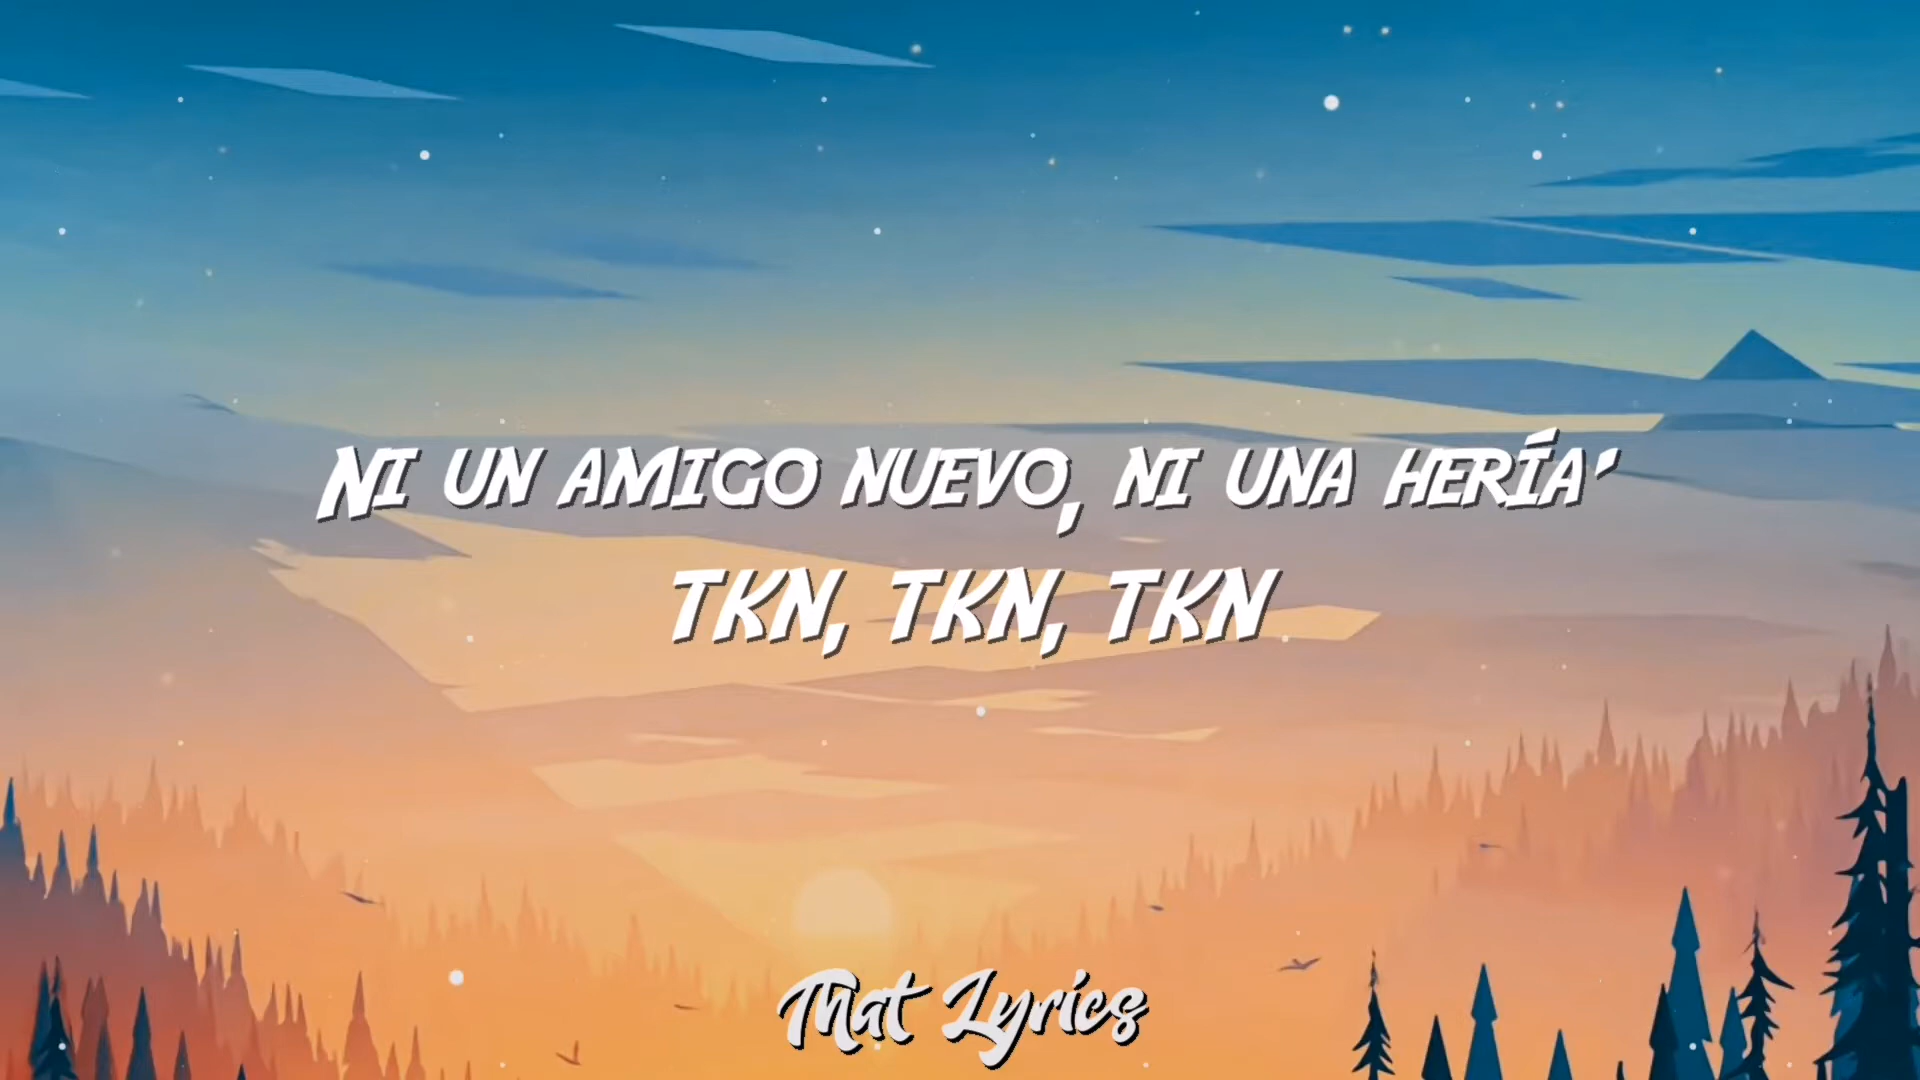 Ni un amigo nuevo, ni una hería'
TKN, TKN, TKN
That Lyrics